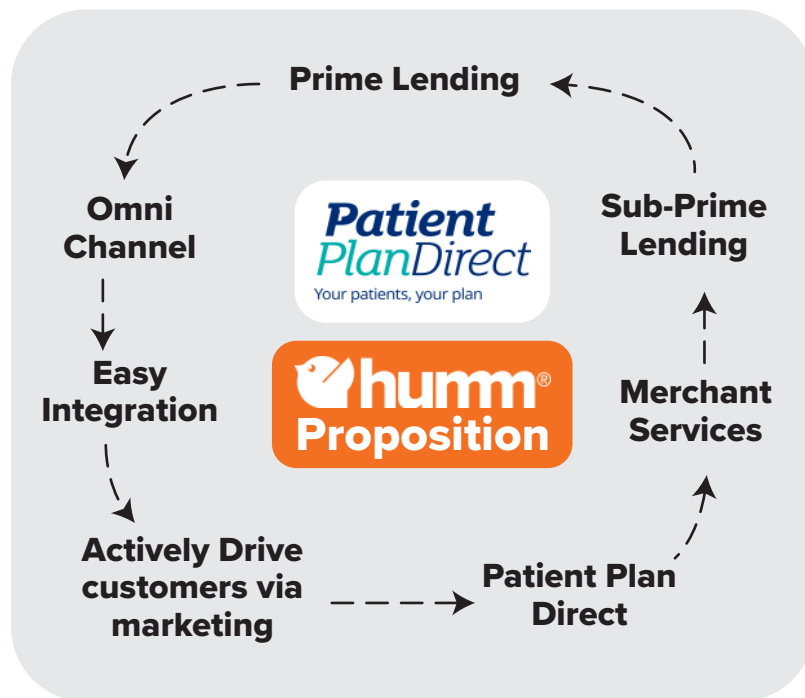 Prime Lending
Omni
Channel
Sub-Prime
Lending
Patient
PlanDirect
Your patients, your plan
humm®
Proposition
Easy
Integration
Merchant
Services
Actively Drive
customers via
marketing
Patient Plan
Direct